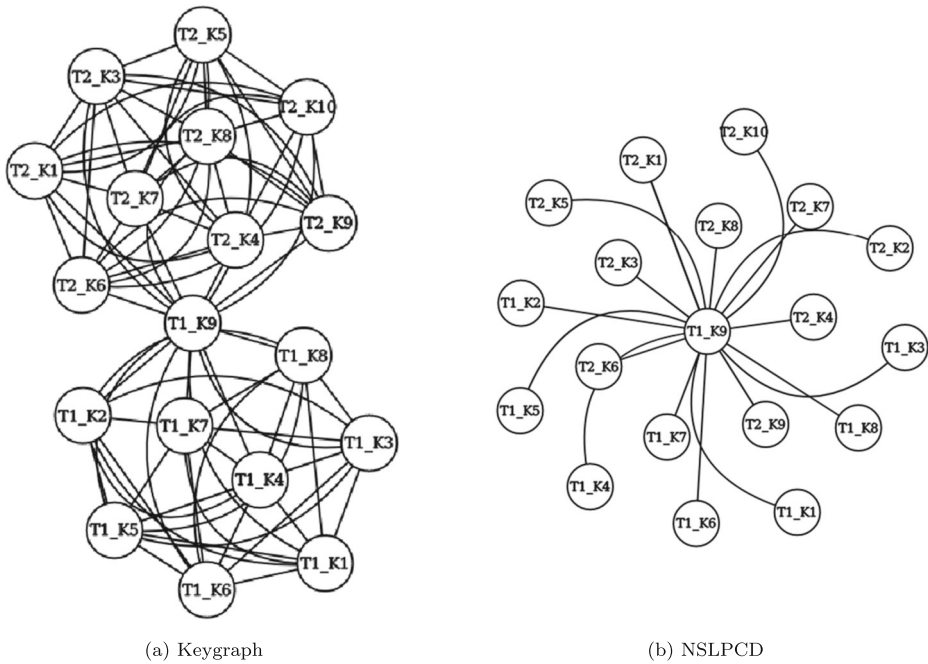 T2_K5
T2_K3
T2_K10
T2_K8
T2_K1
T2_K7
T2_K9
T2_K4
T2_K6
T1_K9
T1_K8
T1_K2
T1_K7
T1_K3
T1_K4
T1_K5
T1_K1
T1_K6
(a) Keygraph
T2_K10
T2_K1
T2_K5
T2_K7
T2_K8
T2_K2
T2_K3
T1_K2
T2_K4
T1_K9
T1_K3
T2_K6
T1_K5
T2_K9
T1_K8
T1_K7
T1_K4
T1_K1
T1_K6
(b) NSLPCD